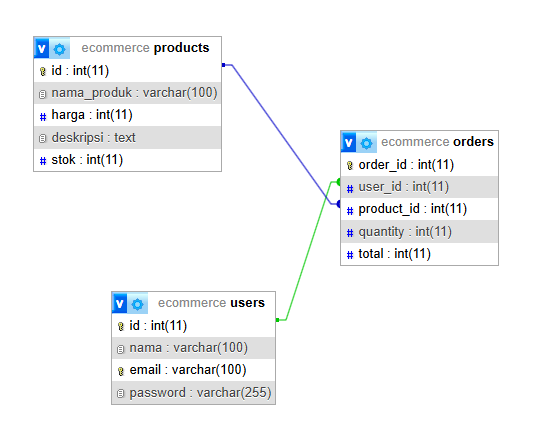 v ecommerce products
id : int(11)
nama_produk : varchar(100)
# harga : int(11)
deskripsi : text
# stok : int(11)
v ecommerce orders
order_id : int(11)
# user_id : int(11)
# product_id : int(11)
# quantity : int(11)
# total : int(11)
v ecommerce users
id : int(11)
nama : varchar(100)
email : varchar(100)
password : varchar(255)